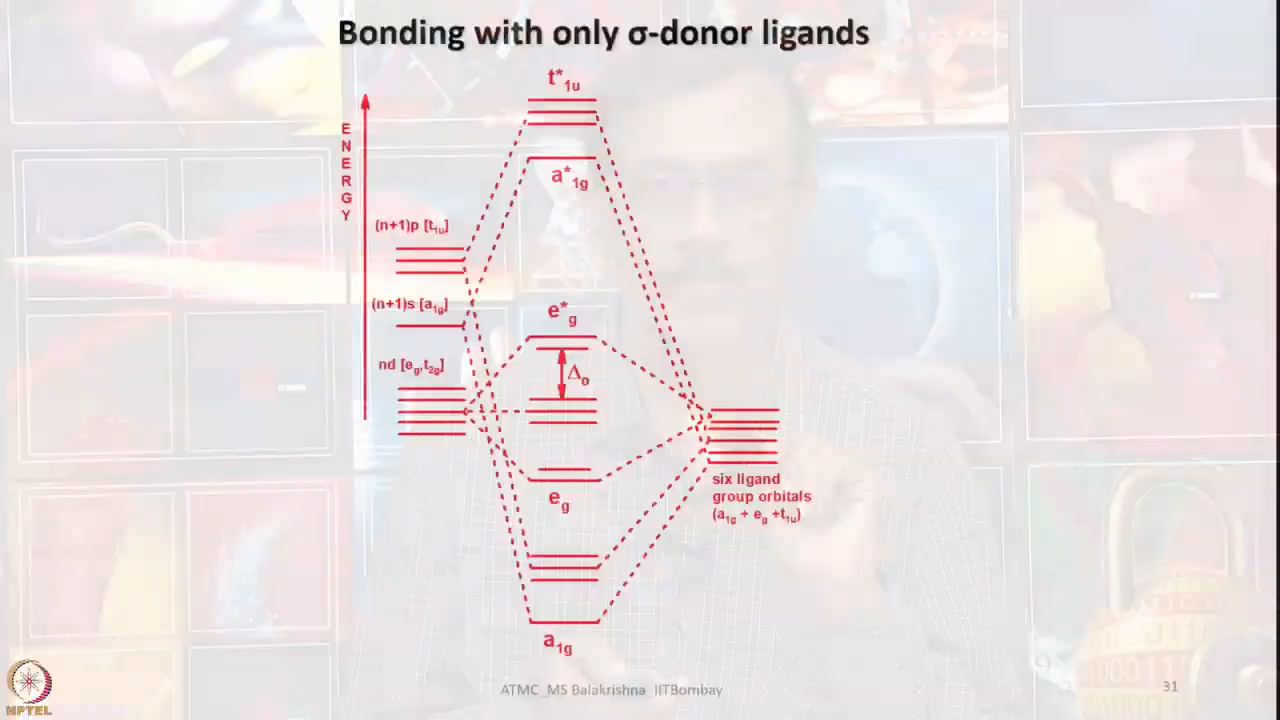 Bonding with only σ-donor ligands
t*1u
a*1g
ENERGY
(n+1)p [t1u]
(n+1)s [a1g]
e*g
nd [eg,t2g]
Δo
eg
six ligand
group orbitals
(a1g + eg +t1u)
a1g
ATMC_MS Balakrishna IITBombay
31
NPTEL